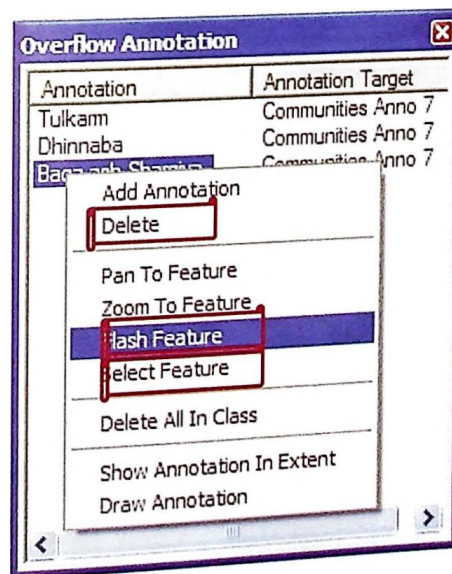 Overflow Annotation
Annotation Annotation Target
Tulkarm Communities Anno 7
Dhinnaba Communities Anno 7
Communities Anno 7
Add Annotation
Delete
Pan To Feature
Zoom To Feature
Flash Feature
Select Feature
Delete All In Class
Show Annotation In Extent
Draw Annotation